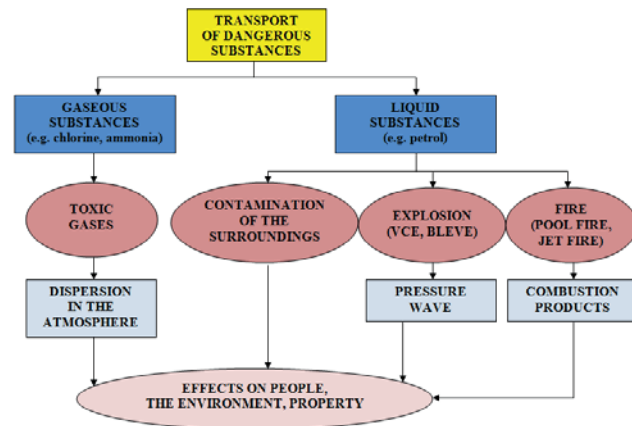 TRANSPORT
OF DANGEROUS
SUBSTANCES
GASEOUS
SUBSTANCES
(e.g. chlorine, ammonia)
LIQUID
SUBSTANCES
(e.g. petrol)
TOXIC
GASES
CONTAMINATION
OF THE
SURROUNDINGS
EXPLOSION
(VCE, BLEVE)
FIRE
(POOL FIRE,
JET FIRE)
DISPERSION
IN THE
ATMOSPHERE
PRESSURE
WAVE
COMBUSTION
PRODUCTS
EFFECTS ON PEOPLE,
THE ENVIRONMENT, PROPERTY